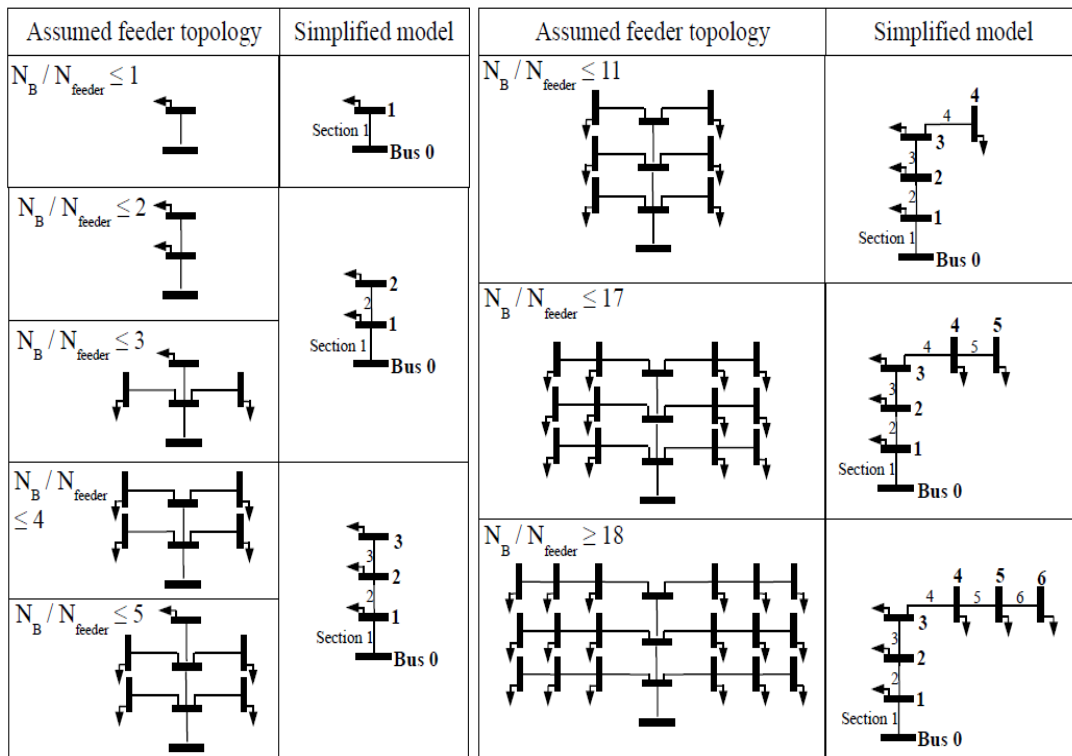 Assumed feeder topology
Simplified model
N_B / N_feeder ≤ 1
1
Section 1
Bus 0
N_B / N_feeder ≤ 2
2
2
1
Section 1
Bus 0
N_B / N_feeder ≤ 3
N_B / N_feeder
≤ 4
3
3
2
2
1
Section 1
Bus 0
N_B / N_feeder ≤ 5
Assumed feeder topology
Simplified model
N_B / N_feeder ≤ 11
4
4
3
3
2
2
1
Section 1
Bus 0
N_B / N_feeder ≤ 17
4 5
4 5
3
3
2
2
1
Section 1
Bus 0
N_B / N_feeder ≥ 18
4 5 6
4 5 6
3
3
2
2
1
Section 1
Bus 0